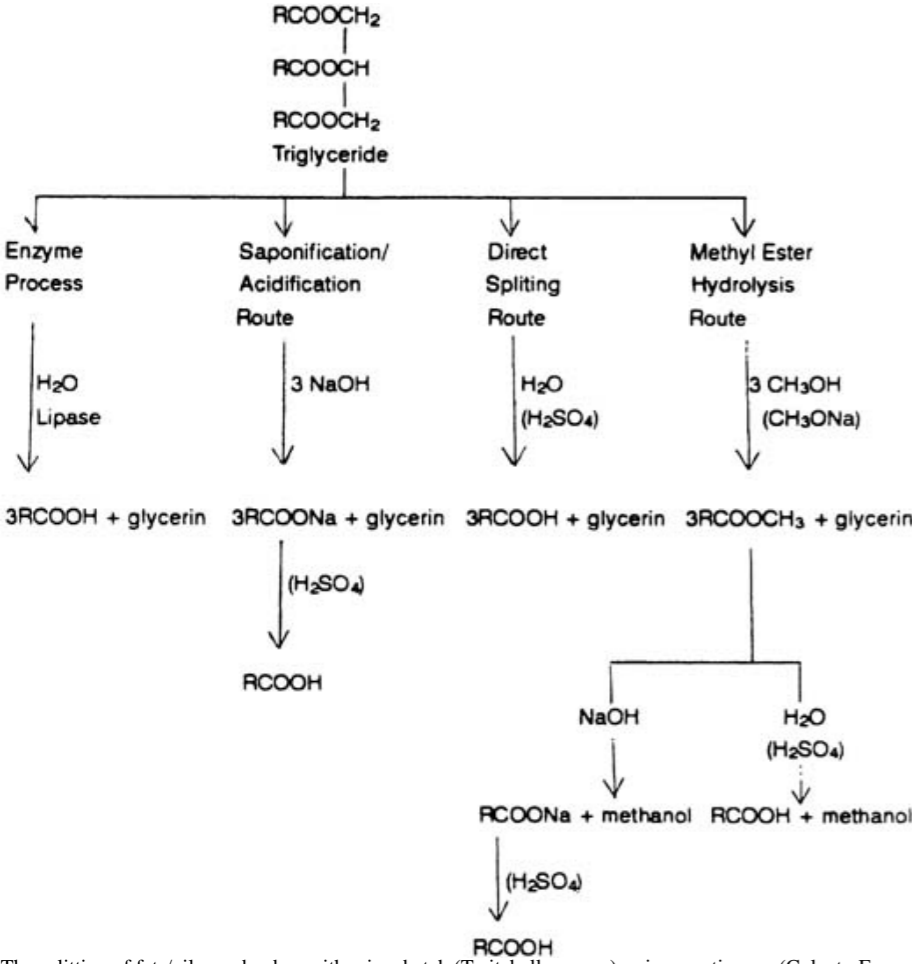 RCOOCH2
RCOOCH
RCOOCH2
Triglyceride
Enzyme Process
Saponification/ Acidification Route
Direct Spliting Route
Methyl Ester Hydrolysis Route
H2O
Lipase
3 NaOH
H2O
(H2SO4)
3 CH3OH
(CH3ONa)
3RCOOH + glycerin
3RCOONa + glycerin
3RCOOH + glycerin
3RCOOCH3 + glycerin
(H2SO4)
RCOOH
NaOH
H2O
(H2SO4)
RCOONa + methanol
RCOOH + methanol
(H2SO4)
RCOOH